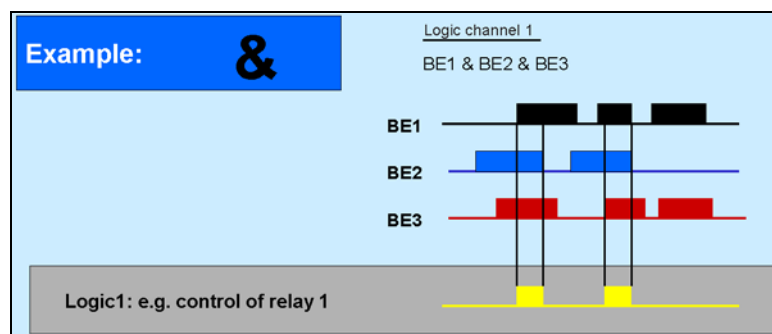 Example:
&
Logic channel 1
BE1 & BE2 & BE3
BE1
BE2
BE3
Logic1: e.g. control of relay 1